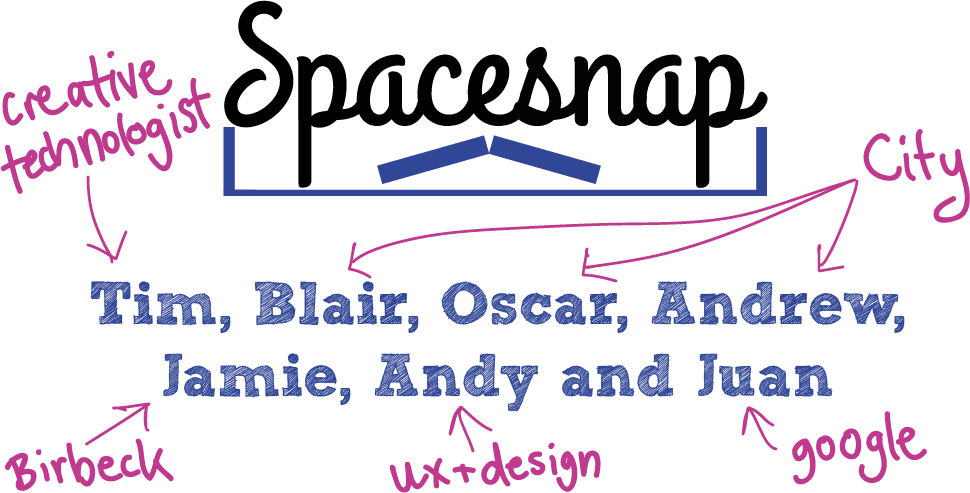 Spacesnap
creative
technologist
City
Tim, Blair, Oscar, Andrew,
Jamie, Andy and Juan
Birbeck
ux+design
google